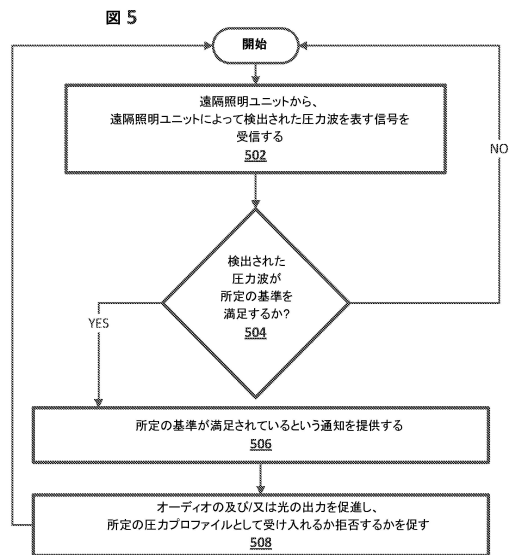 図 5
開始
遠隔照明ユニットから、
遠隔照明ユニットによって検出された圧力波を表す信号を
受信する
502
NO
検出された
圧力波が
所定の基準を
満足するか?
504
YES
所定の基準が満足されているという通知を提供する
506
オーディオの及び/又は光の出力を促進し、
所定の圧力プロファイルとして受け入れるか拒否するかを促す
508